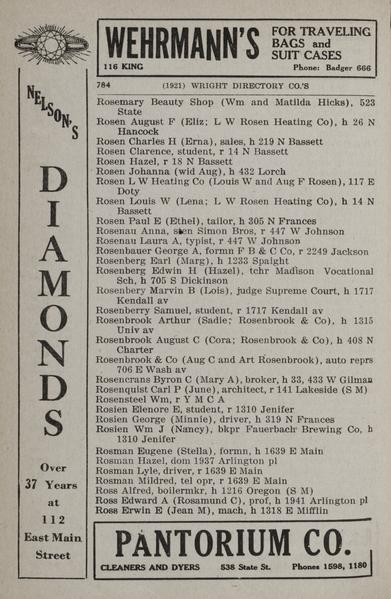 WEHRMANN'S
116 KING
FOR TRAVELING
BAGS and
SUIT CASES
Phone: Badger 666
NELSON'S
DIAMONDS
Over
37 Years
at
112
East Main
Street
784 (1921) WRIGHT DIRECTORY CO.'S
Rosemary Beauty Shop (Wm and Matilda Hicks), 523
State
Rosen August F (Eliz; L W Rosen Heating Co), h 26 N
Hancock
Rosen Charles H (Erna), sales, h 219 N Bassett
Rosen Clarence, student, r 14 N Bassett
Rosen Hazel, r 18 N Bassett
Rosen Johanna (wid Aug), h 432 Lorch
Rosen L W Heating Co (Louis W and Aug F Rosen), 117 E
Doty
Rosen Louis W (Lena; L W Rosen Heating Co), h 14 N
Bassett
Rosen Paul E (Ethel), tailor, h 305 N Frances
Rosenau Anna, sten Simon Bros, r 447 W Johnson
Rosenau Laura A, typist, r 447 W Johnson
Rosenbauer George A, formn F B & C Co, r 2249 Jackson
Rosenberg Earl (Marg), h 1233 Spaight
Rosenberg Edwin H (Hazel), tchr Madison Vocational
Sch, h 705 S Dickinson
Rosenbery Marvin B (Lois), judge Supreme Court, h 1717
Kendall av
Rosenberry Samuel, student, r 1717 Kendall av
Rosenbrook Arthur (Sadie; Rosenbrook & Co), h 1315
Univ av
Rosenbrook August C (Cora; Rosenbrook & Co), h 408 N
Charter
Rosenbrook & Co (Aug C and Art Rosenbrook), auto reprs
706 E Wash av
Rosencrans Byron C (Mary A), broker, h 33, 433 W Gilman
Rosenquist Carl P (June), architect, r 141 Lakeside (S M)
Rosensteel Wm, r Y M C A
Rosien Elenore E, student, r 1310 Jenifer
Rosien George (Minnie), driver, h 319 N Frances
Rosien Wm J (Nancy), bkpr Fauerbach Brewing Co, h
1310 Jenifer
Rosman Eugene (Stella), formn, h 1639 E Main
Rosman Hazel, dom 1937 Arlington pl
Rosman Lyle, driver, r 1639 E Main
Rosman Mildred, tel opr, r 1639 E Main
Ross Alfred, boilermkr, h 1216 Oregon (S M)
Ross Edward A (Rosamund C), prof, h 1941 Arlington pl
Ross Erwin E (Jean M), mach, h 1318 E Mifflin
PANTORIUM CO.
CLEANERS AND DYERS 538 State St. Phones 1598, 1180